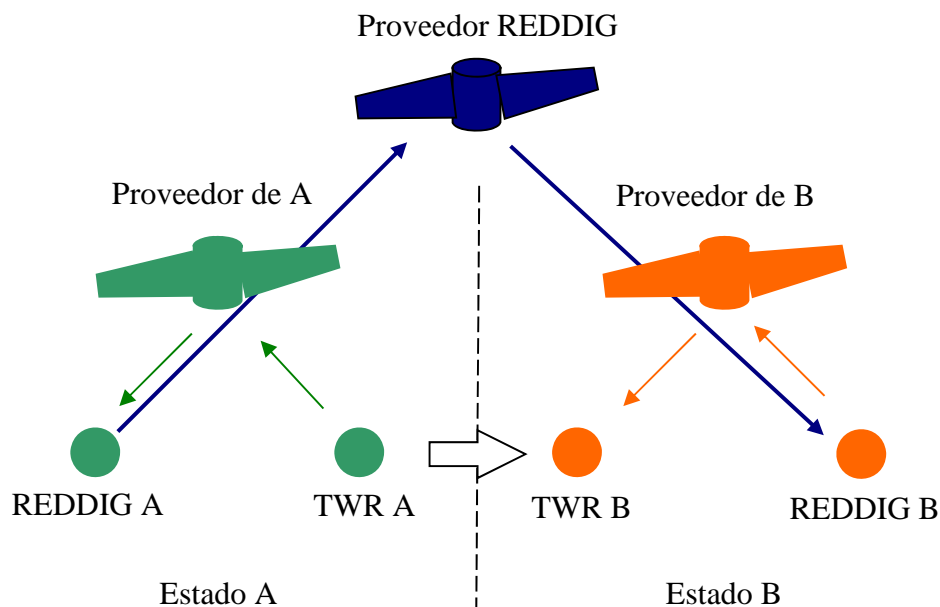 Proveedor REDDIG
Proveedor de A
Proveedor de B
REDDIG A
TWR A
TWR B
REDDIG B
Estado A
Estado B